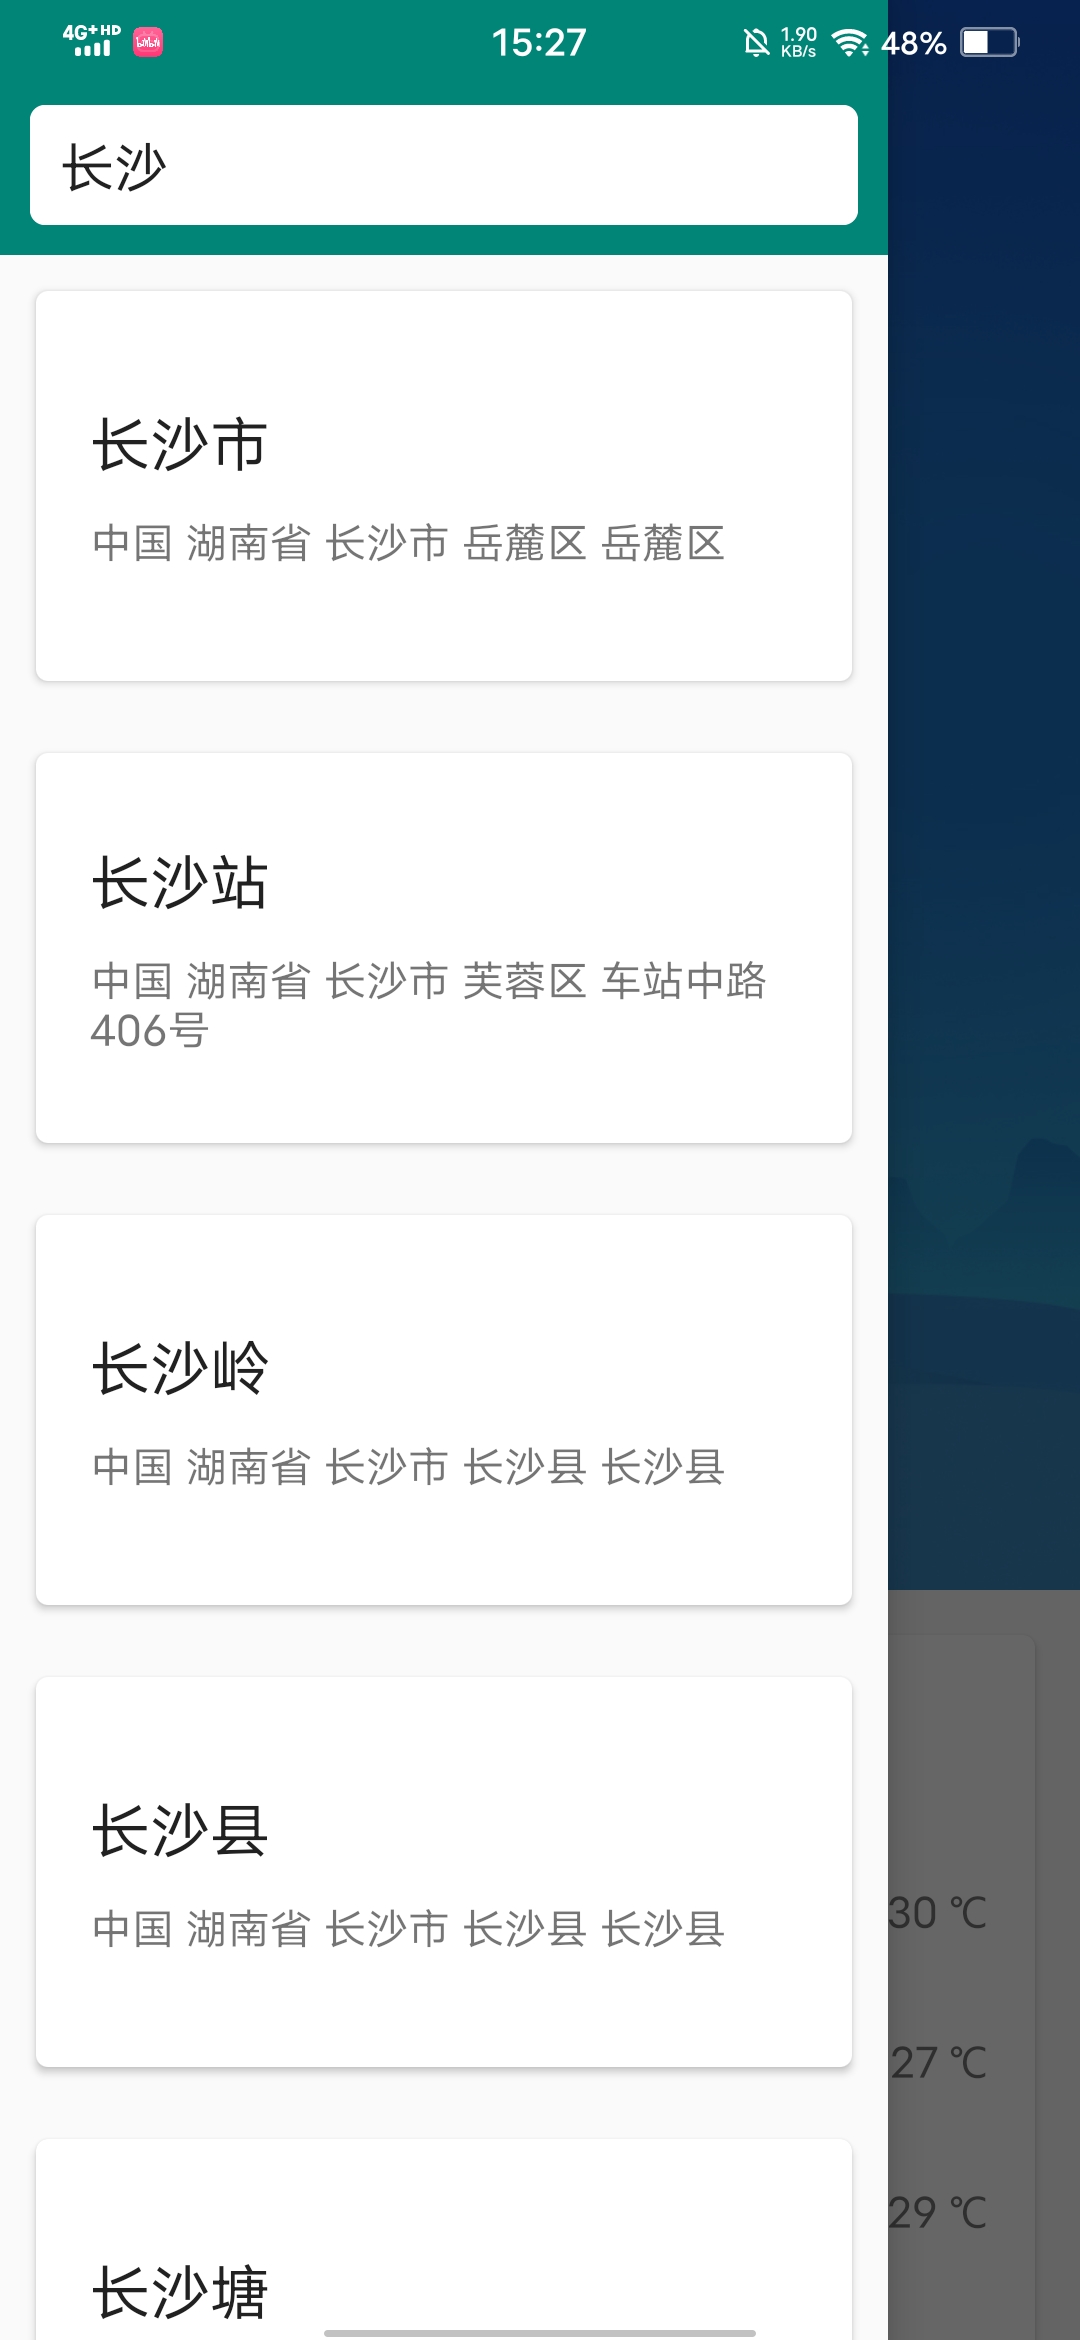 4G+ HD
15:27
1.90
KB/s
48%
长沙
长沙市
中国 湖南省 长沙市 岳麓区 岳麓区
长沙站
中国 湖南省 长沙市 芙蓉区 车站中路
406号
长沙岭
中国 湖南省 长沙市 长沙县 长沙县
长沙县
中国 湖南省 长沙市 长沙县 长沙县
30 ℃
27 ℃
29 ℃
长沙塘